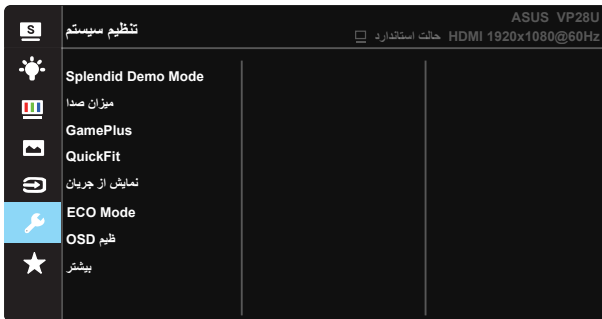 S
تنظیم سیستم
ASUS VP28U
حالت استاندارد HDMI 1920x1080@60Hz
Splendid Demo Mode
میزان صدا
GamePlus
QuickFit
نمایش از جریان
ECO Mode
ظیم OSD
بیشتر